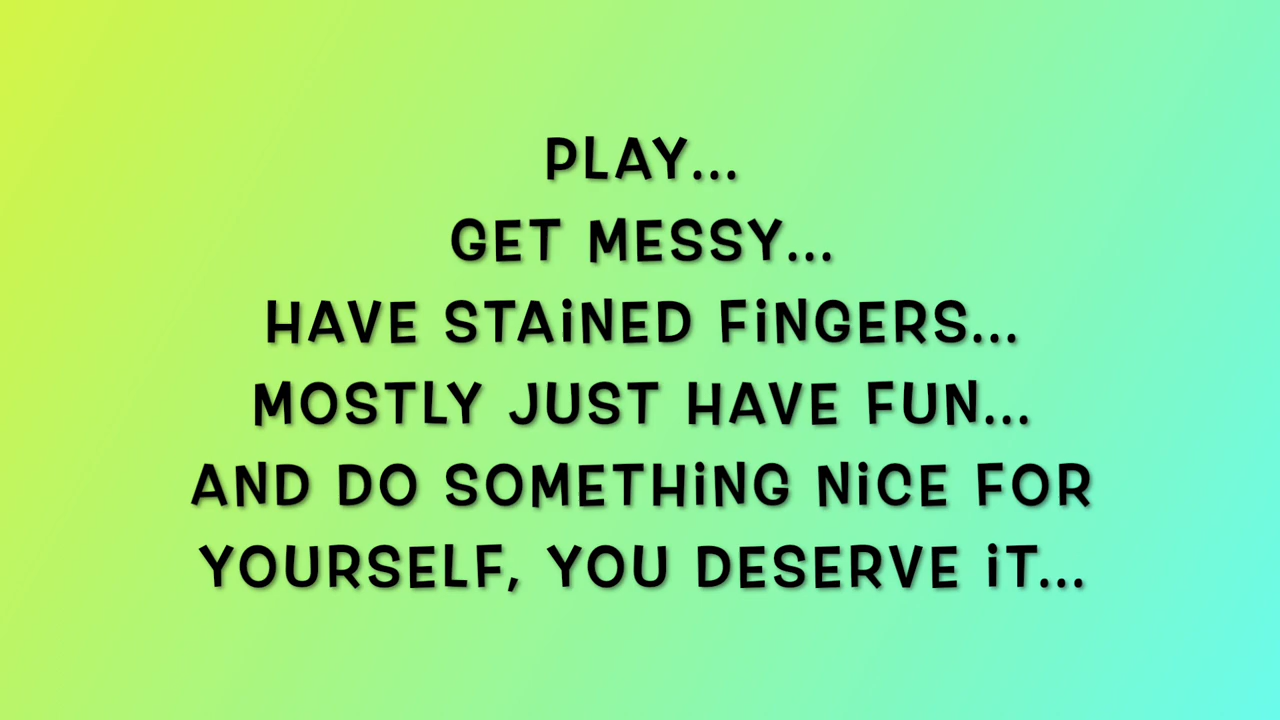 PLAY...
GET MESSY...
HAVE STAiNED FiNGERS...
MOSTLY JUST HAVE FUN...
AND DO SOMETHiNG NiCE FOR
YOURSELF, YOU DESERVE iT...